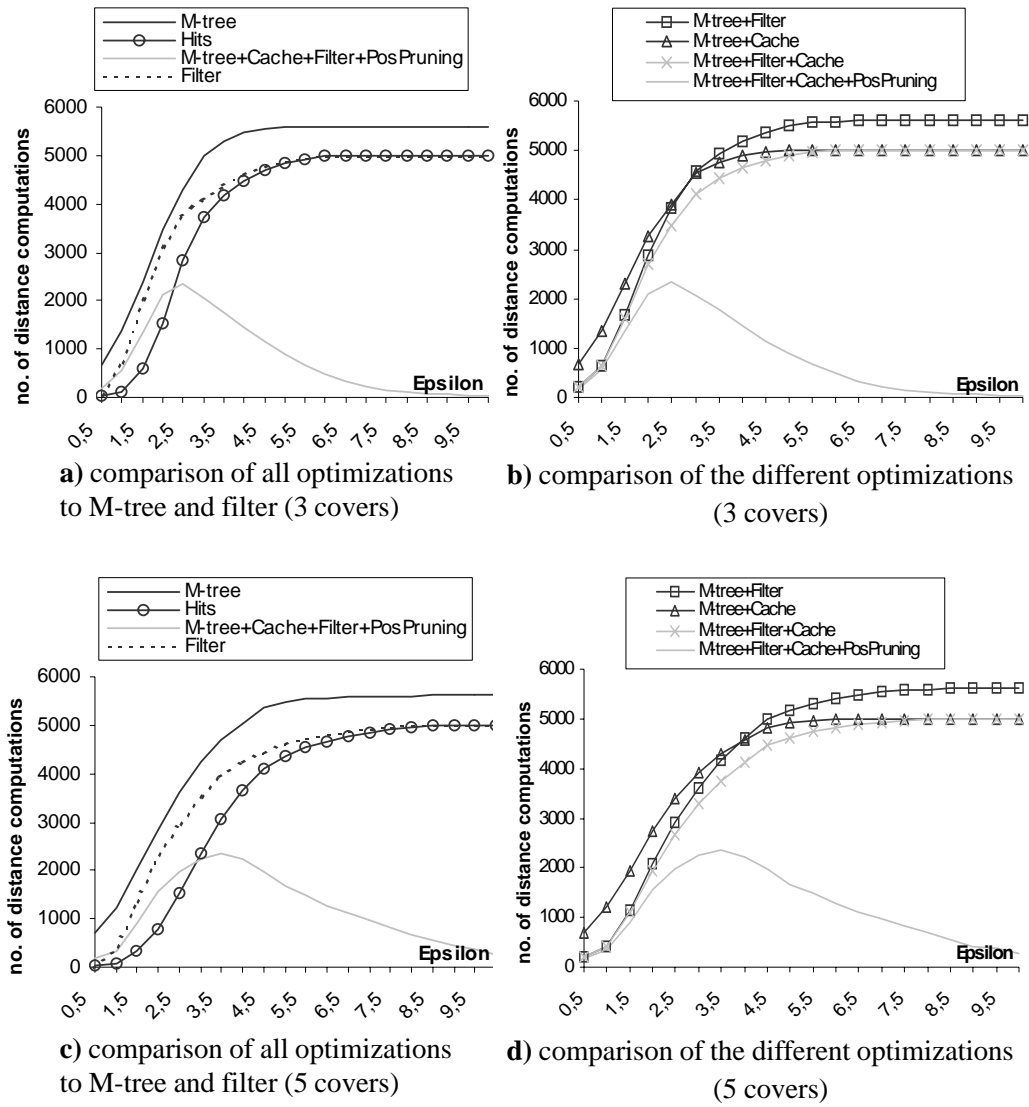 M-tree
Hits
M-tree+Cache+Filter+PosPruning
Filter
no. of distance computations
6000
5000
4000
3000
2000
1000
0
Epsilon
0,5
1,5
2,5
3,5
4,5
5,5
6,5
7,5
8,5
9,5
a) comparison of all optimizations
to M-tree and filter (3 covers)
M-tree+Filter
M-tree+Cache
M-tree+Filter+Cache
M-tree+Filter+Cache+PosPruning
no. of distance computations
6000
5000
4000
3000
2000
1000
0
Epsilon
0,5
1,5
2,5
3,5
4,5
5,5
6,5
7,5
8,5
9,5
b) comparison of the different optimizations
(3 covers)
M-tree
Hits
M-tree+Cache+Filter+PosPruning
Filter
no. of distance computations
6000
5000
4000
3000
2000
1000
0
Epsilon
0,5
1,5
2,5
3,5
4,5
5,5
6,5
7,5
8,5
9,5
c) comparison of all optimizations
to M-tree and filter (5 covers)
M-tree+Filter
M-tree+Cache
M-tree+Filter+Cache
M-tree+Filter+Cache+PosPruning
no. of distance computations
6000
5000
4000
3000
2000
1000
0
Epsilon
0,5
1,5
2,5
3,5
4,5
5,5
6,5
7,5
8,5
9,5
d) comparison of the different optimizations
(5 covers)